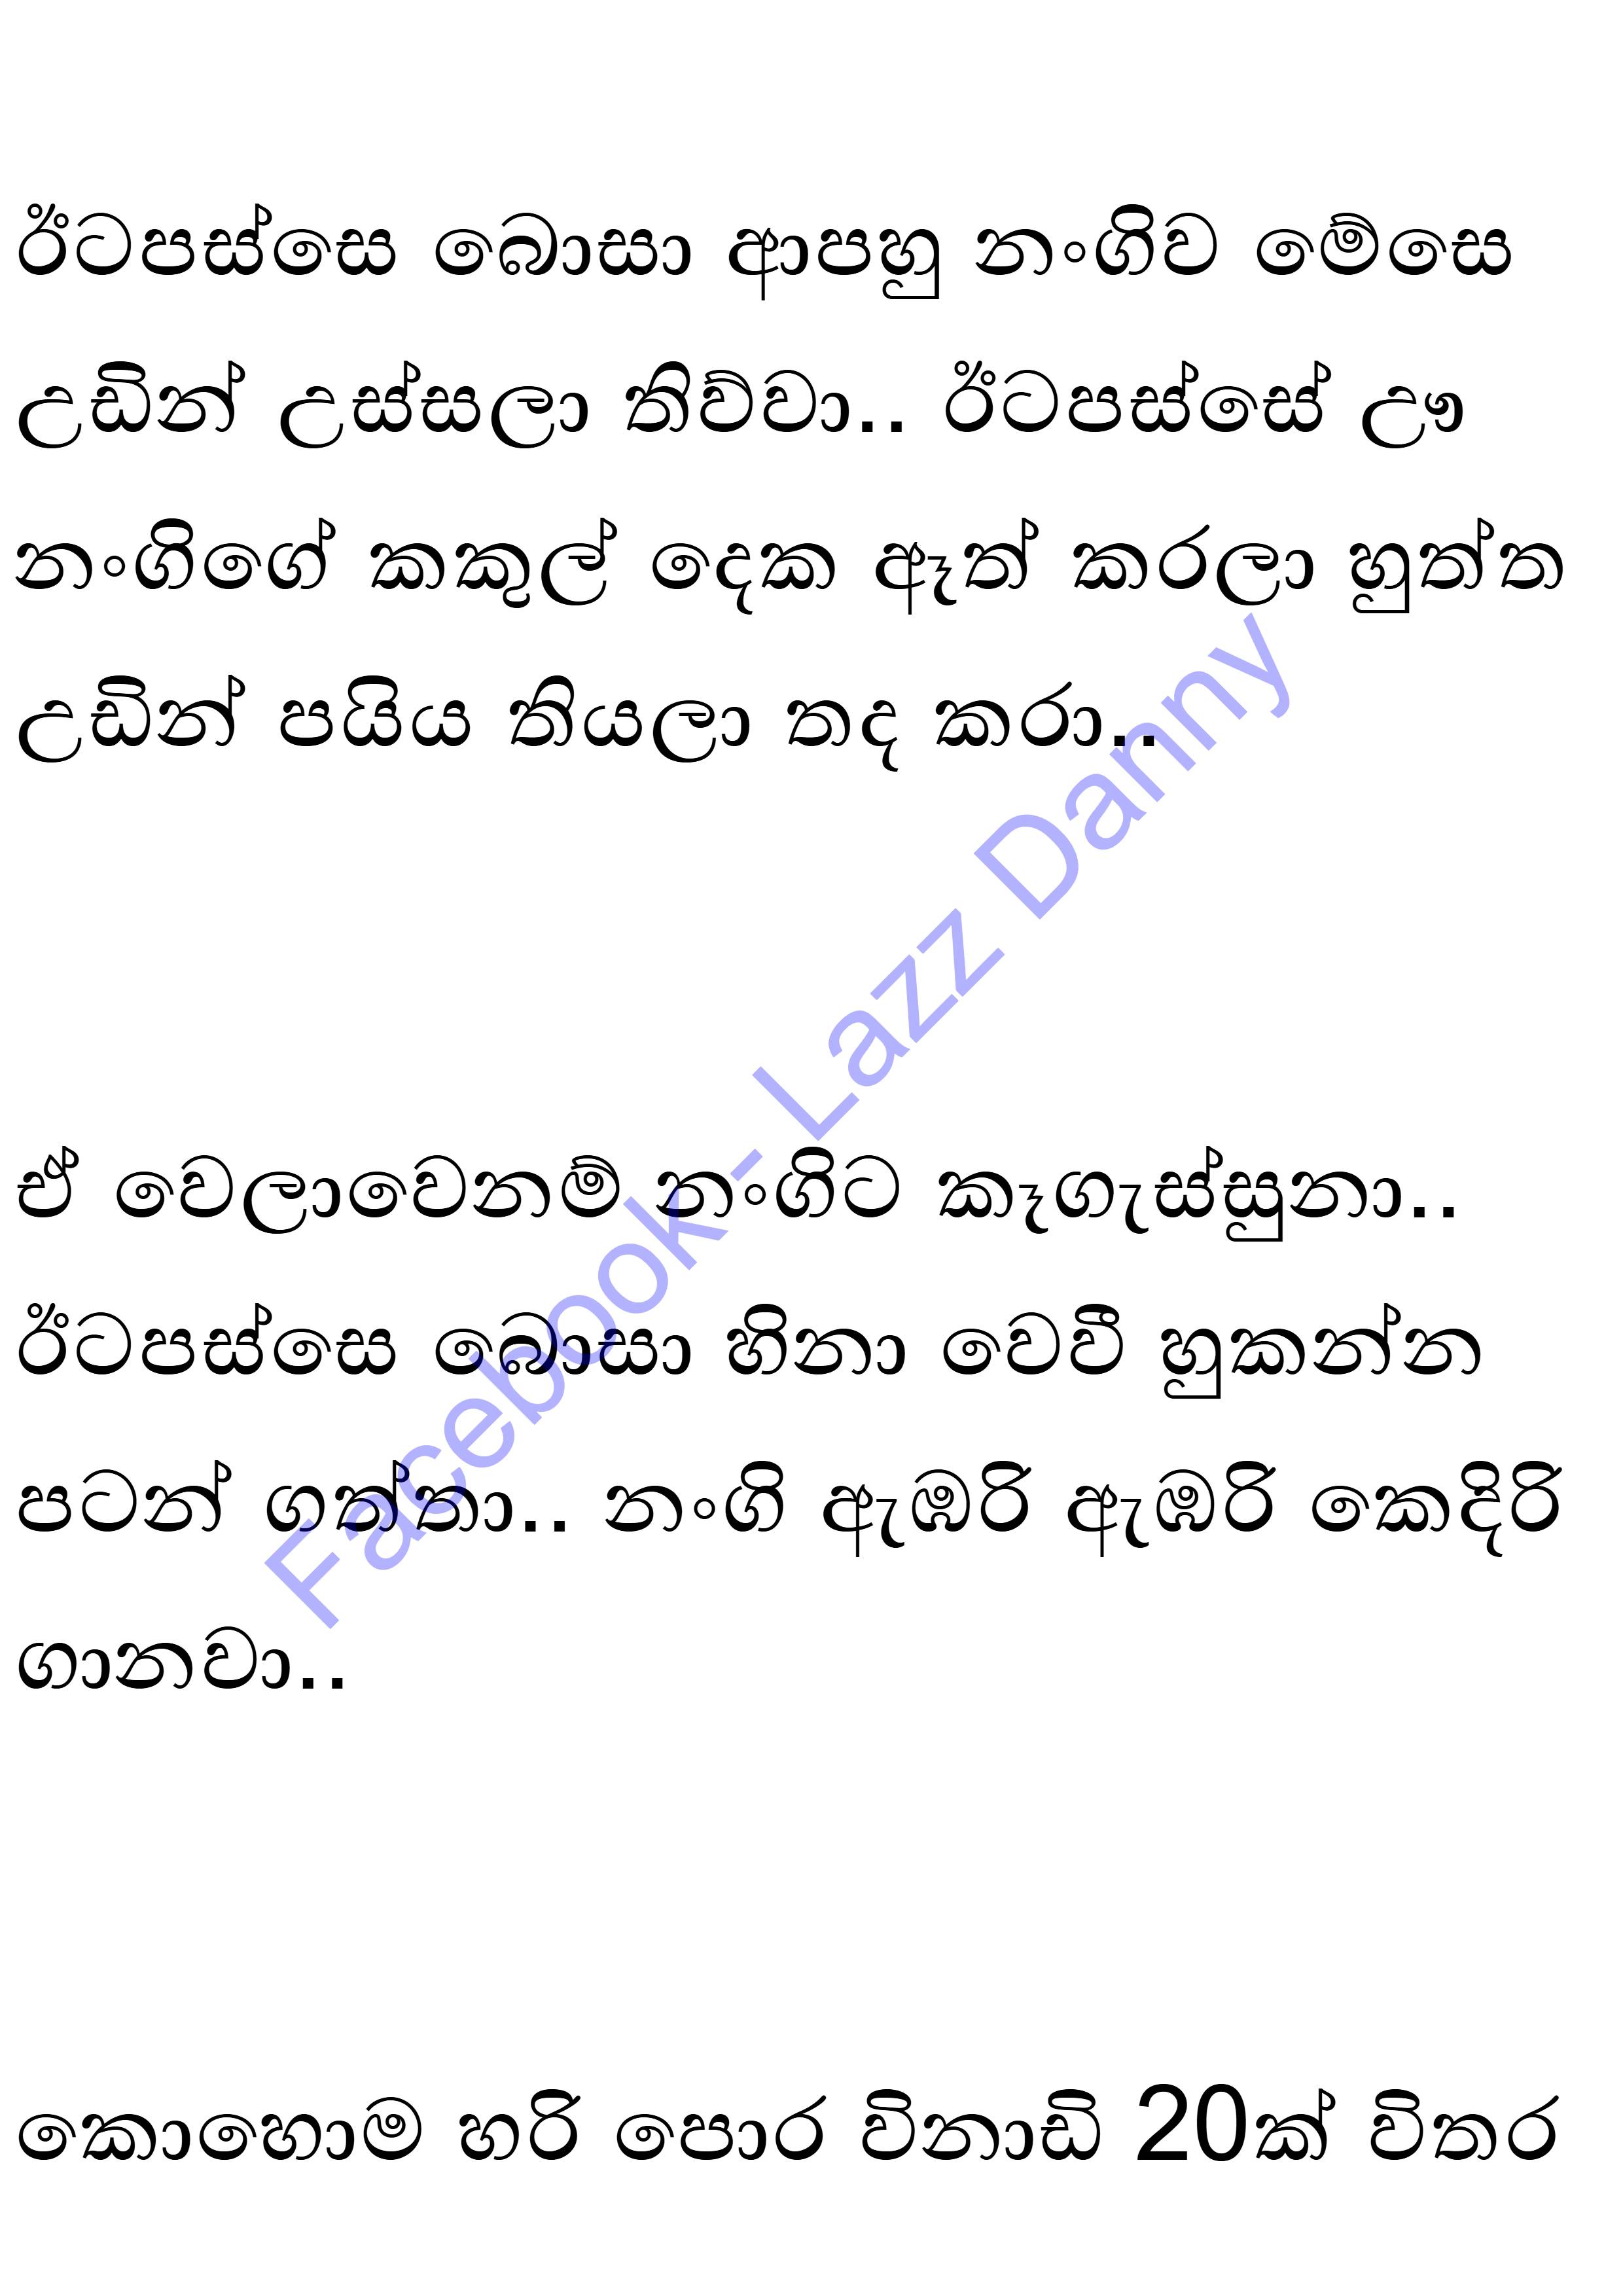 ඊටපස්සෙ බොසා ආපහු නංගිව මේසෙ
උඩින් උස්සලා තිව්වා.. ඊටපස්සේ ඌ
නංගිගේ කකුල් දෙක ඈත් කරලා හුත්ත
උඩින් පයිය තියලා තද කරා..
ඒ වෙලාවෙනම් නංගිට කෑගැස්සුනා..
ඊටපස්සෙ බොසා හිනා වෙවී හුකන්න
පටන් ගත්තා.. නංගි ඇඹරි ඇඹරි කෙදිරි
ගානවා..
කොහොම හරි පොර විනාඩි 20ක් විතර
Facebook- Lazz Danny